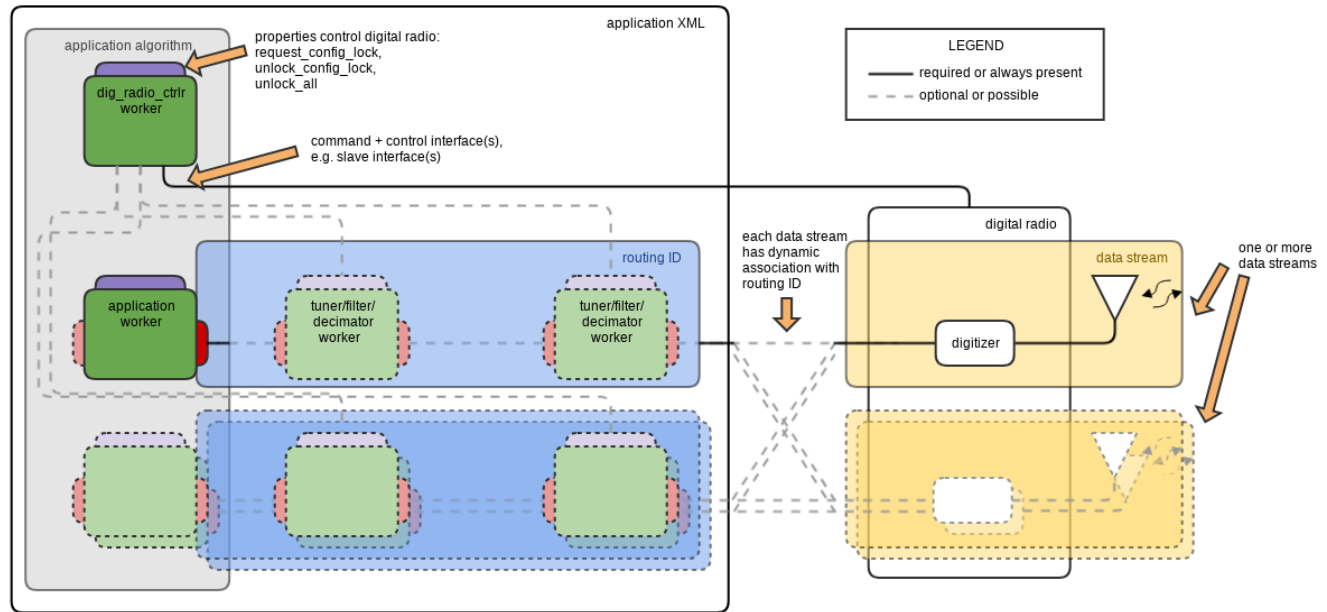 application XML
application algorithm
properties control digital radio:
request_config_lock,
unlock_config_lock,
unlock_all
dig_radio_ctrlr
worker
command + control interface(s),
e.g. slave interface(s)
LEGEND
required or always present
optional or possible
digital radio
each data stream
has dynamic
association with
routing ID
routing ID
data stream
one or more
data streams
application
worker
tuner/filter/
decimator
worker
tuner/filter/
decimator
worker
digitizer